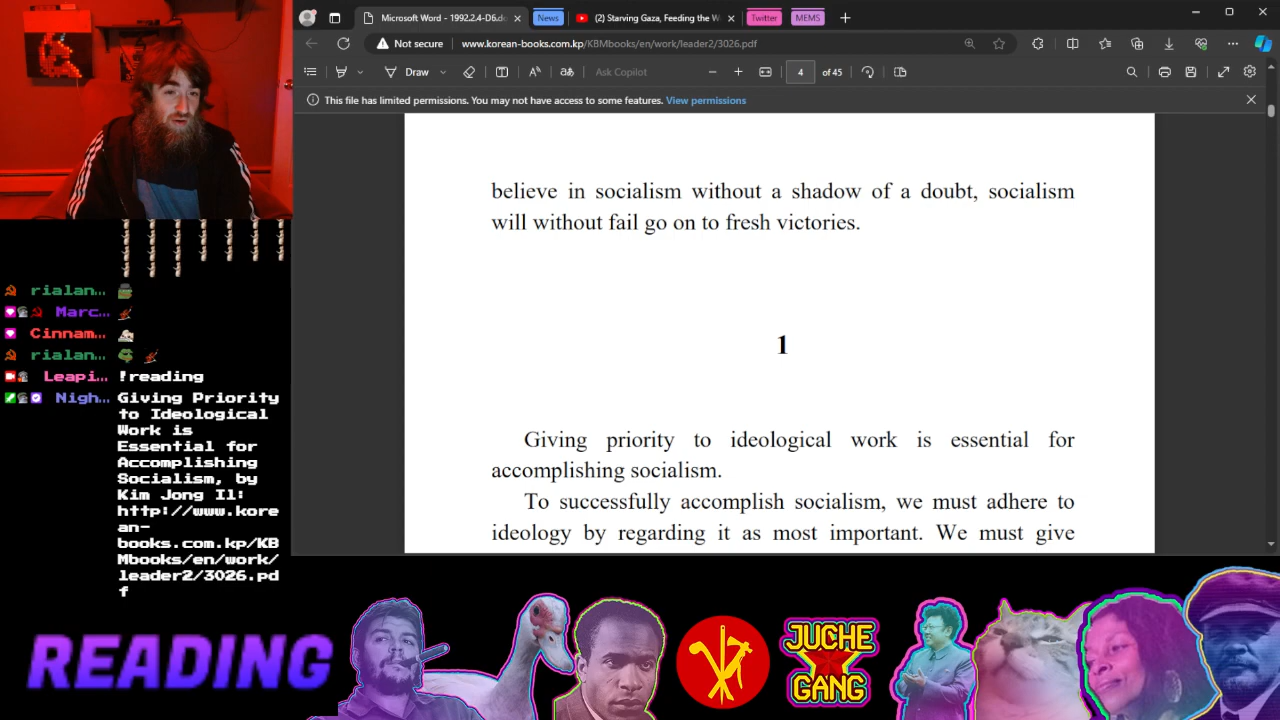 Microsoft Word - 1992.2.4-D6.d
News
(2) Starving Gaza, Feeding the W
Twitter
MEMS
Not secure
www.korean-books.com.kp/KBMbooks/en/work/leader2/3026.pdf
Draw
Ask Copilot
4 of 45
This file has limited permissions. You may not have access to some features. View permissions
believe in socialism without a shadow of a doubt, socialism
will without fail go on to fresh victories.
1
Giving priority to ideological work is essential for
accomplishing socialism.
To successfully accomplish socialism, we must adhere to
ideology by regarding it as most important. We must give
rialan...
Marc...
Cinnam...
rialan...
Leapi... !reading
Nigh... Giving Priority
to Ideological
Work is
Essential for
Accomplishing
Socialism, by
Kim Jong Il:
http://www.kore
an-
books.com.kp/KB
Mbooks/en/work/
leader2/3026.pd
f
READING
JUCHE
GANG